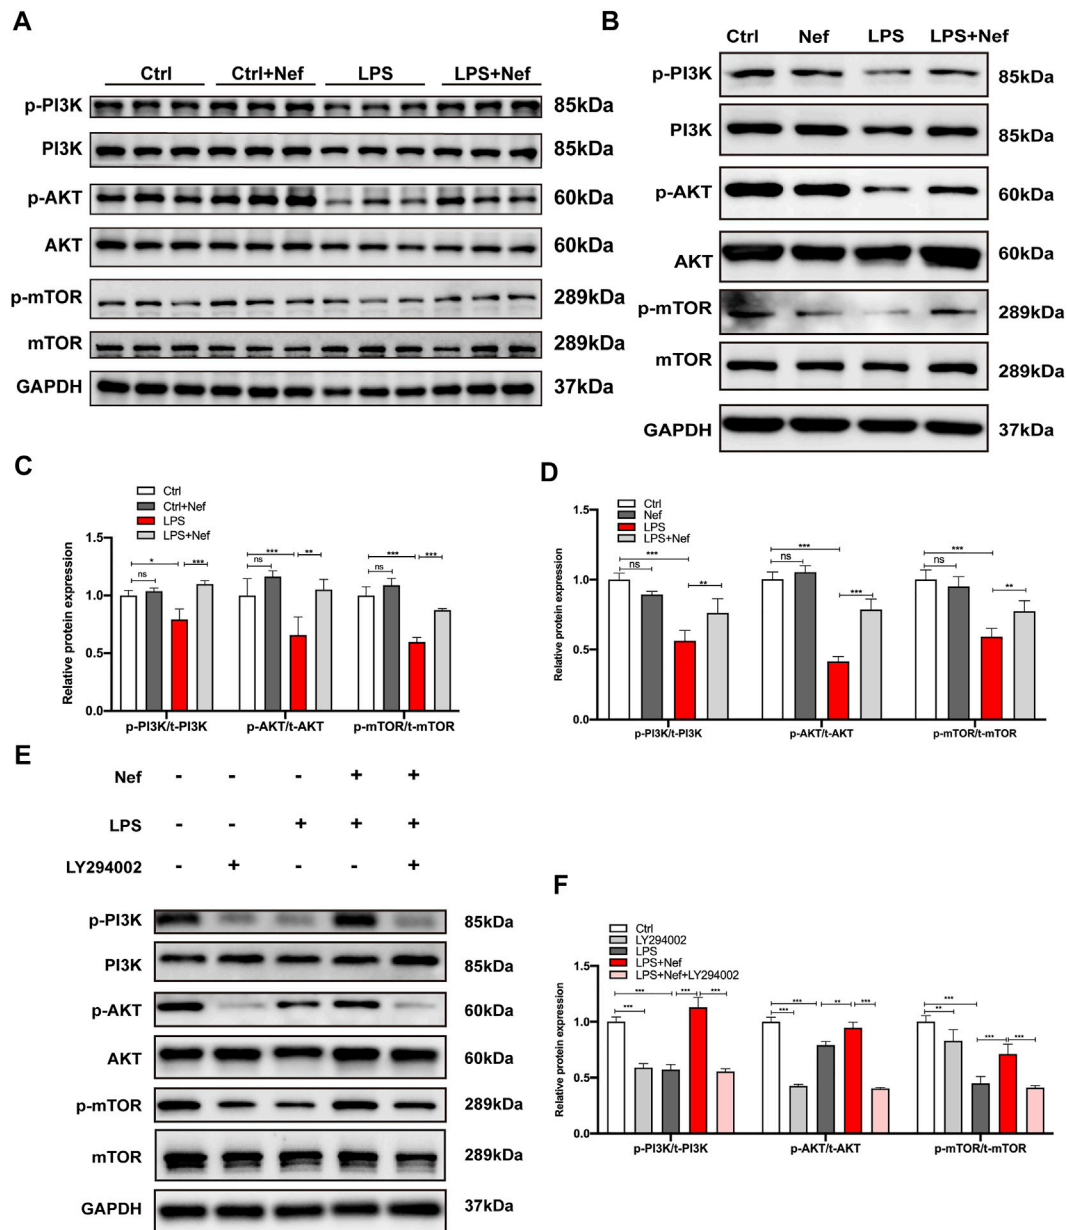 A
Ctrl Ctrl+Nef LPS LPS+Nef
p-PI3K 85kDa
PI3K 85kDa
p-AKT 60kDa
AKT 60kDa
p-mTOR 289kDa
mTOR 289kDa
GAPDH 37kDa
B
Ctrl Nef LPS LPS+Nef
p-PI3K 85kDa
PI3K 85kDa
p-AKT 60kDa
AKT 60kDa
p-mTOR 289kDa
mTOR 289kDa
GAPDH 37kDa
C
Ctrl
Ctrl+Nef
LPS
LPS+Nef
Relative protein expression
1.5
1.0
0.5
0.0
* *** *** ** *** ***
ns ns ns
p-PI3K/t-PI3K p-AKT/t-AKT p-mTOR/t-mTOR
D
Ctrl
Nef
LPS
LPS+Nef
Relative protein expression
1.5
1.0
0.5
0.0
*** *** ***
ns ns ns
** *** **
p-PI3K/t-PI3K p-AKT/t-AKT p-mTOR/t-mTOR
E
Nef - - - + +
LPS - - + + +
LY294002 - + - - +
p-PI3K 85kDa
PI3K 85kDa
p-AKT 60kDa
AKT 60kDa
p-mTOR 289kDa
mTOR 289kDa
GAPDH 37kDa
F
Ctrl
LY294002
LPS
LPS+Nef
LPS+Nef+LY294002
Relative protein expression
1.5
1.0
0.5
0.0
*** *** *** *** ** *** ***
*** *** ** *** ***
p-PI3K/t-PI3K p-AKT/t-AKT p-mTOR/t-mTOR